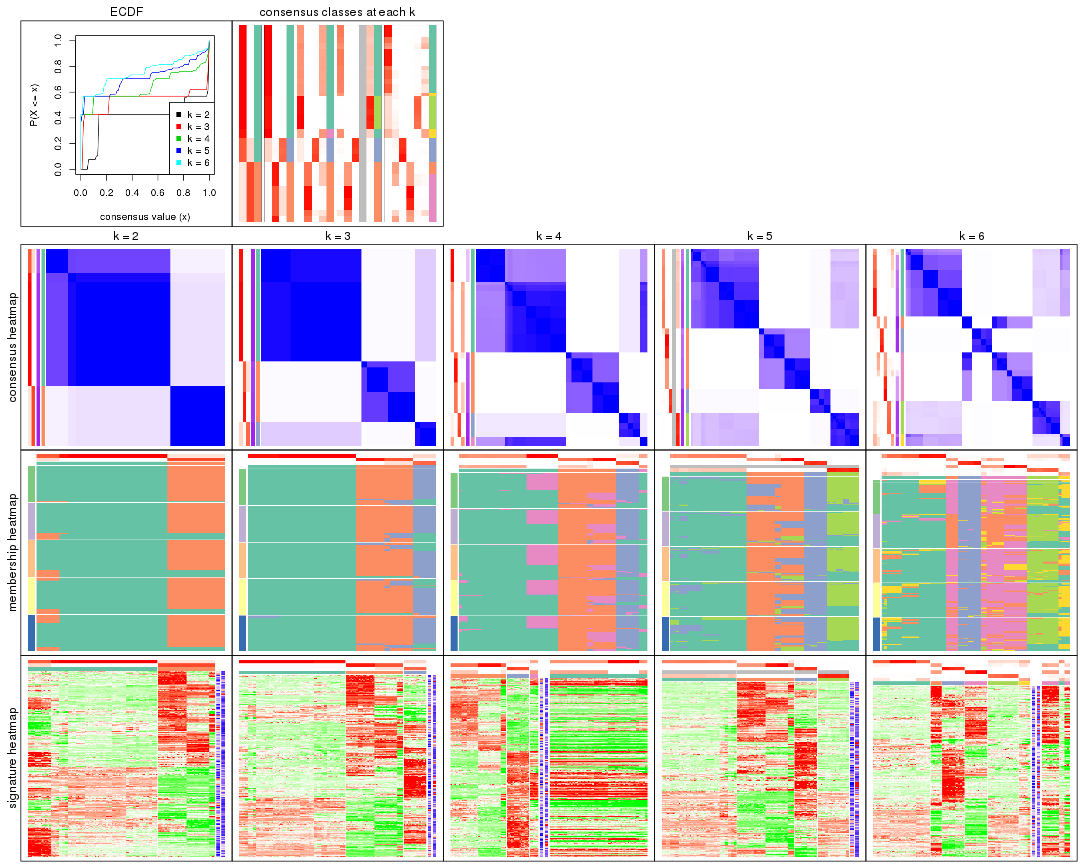 ECDF
consensus classes at each k
P(X <= x)
0.0 0.2 0.4 0.6 0.8 1.0
k = 2
k = 3
k = 4
k = 5
k = 6
0.0 0.2 0.4 0.6 0.8 1.0
consensus value (x)
k = 2
k = 3
k = 4
k = 5
k = 6
consensus heatmap
membership heatmap
signature heatmap